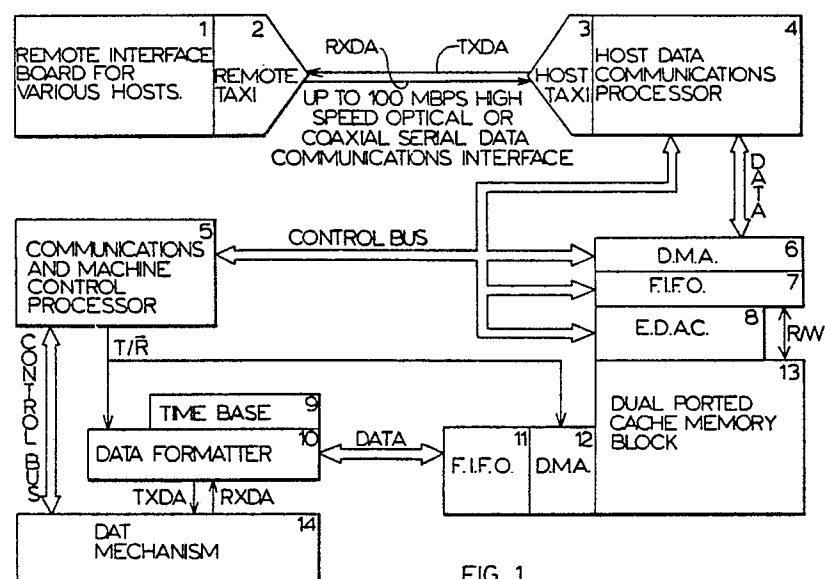 1
REMOTE INTERFACE
BOARD FOR
VARIOUS HOSTS.
2
REMOTE
TAXI
RXDA
TXDA
UP TO 100 MBPS HIGH
SPEED OPTICAL OR
COAXIAL SERIAL DATA
COMMUNICATIONS INTERFACE
3
HOST
TAXI
4
HOST DATA
COMMUNICATIONS
PROCESSOR
DATA
5
COMMUNICATIONS
AND MACHINE
CONTROL
PROCESSOR
CONTROL BUS
D.M.A.
6
F.I.F.O.
7
E.D.A.C.
8
R/W
CONTROL BUS
T/R̅
TIME BASE
9
DATA FORMATTER
10
DATA
11
F.I.F.O.
12
D.M.A.
13
DUAL PORTED
CACHE MEMORY
BLOCK
TXDA
RXDA
DAT
MECHANISM
14
FIG. 1